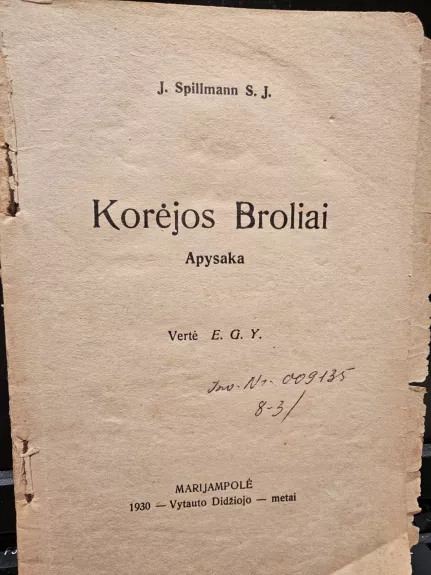 J. Spillmann S. J.
Korėjos Broliai
Apysaka
Vertė E. G. Y.
Inv. Nr. 009135
8-3/
MARIJAMPOLĖ
1930 — Vytauto Didžiojo — metai